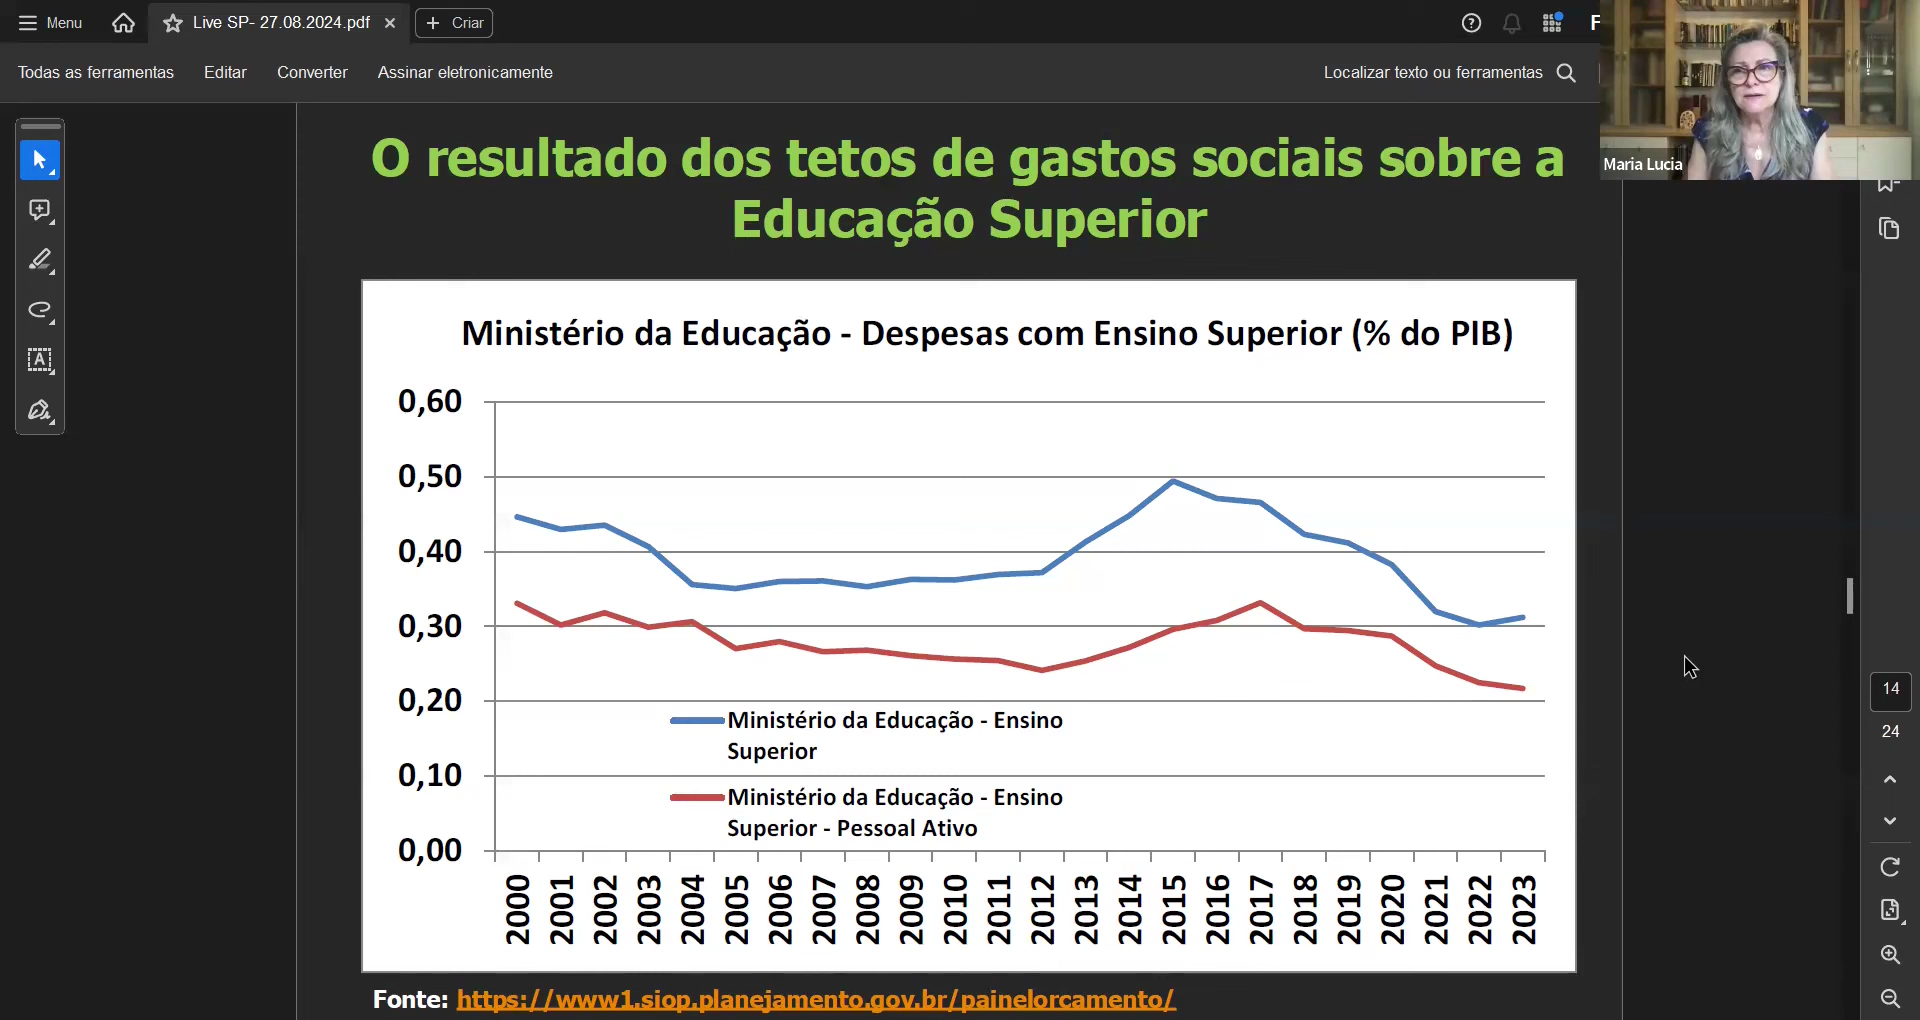 Menu
Live SP- 27.08.2024.pdf
Criar
Todas as ferramentas
Editar
Converter
Assinar eletronicamente
Localizar texto ou ferramentas
Maria Lucia
O resultado dos tetos de gastos sociais sobre a
Educação Superior
Ministério da Educação - Despesas com Ensino Superior (% do PIB)
0,60
0,50
0,40
0,30
0,20
0,10
0,00
Ministério da Educação - Ensino
Superior
Ministério da Educação - Ensino
Superior - Pessoal Ativo
2000
2001
2002
2003
2004
2005
2006
2007
2008
2009
2010
2011
2012
2013
2014
2015
2016
2017
2018
2019
2020
2021
2022
2023
Fonte: https://www1.siop.planejamento.gov.br/painelorcamento/
14
24